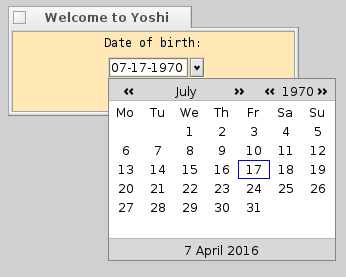 Welcome to Yoshi
Date of birth:
07-17-1970
July 1970
Mo Tu We Th Fr Sa Su
1 2 3 4 5
6 7 8 9 10 11 12
13 14 15 16 17 18 19
20 21 22 23 24 25 26
27 28 29 30 31
7 April 2016